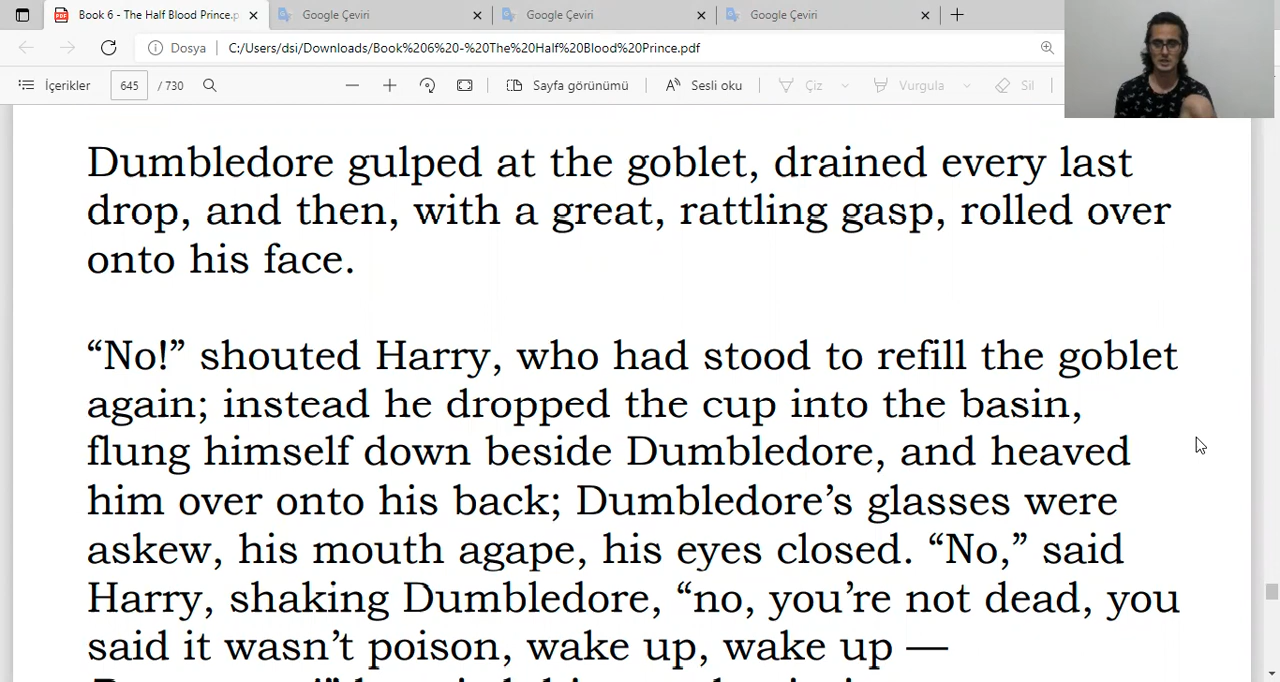 Book 6 - The Half Blood Prince.p
Google Çeviri
Google Çeviri
Google Çeviri
Dosya C:/Users/dsi/Downloads/Book%206%20-%20The%20Half%20Blood%20Prince.pdf
İçerikler 645 / 730 Sayfa görünümü Sesli oku Çiz Vurgula Sil
Dumbledore gulped at the goblet, drained every last
drop, and then, with a great, rattling gasp, rolled over
onto his face.
“No!” shouted Harry, who had stood to refill the goblet
again; instead he dropped the cup into the basin,
flung himself down beside Dumbledore, and heaved
him over onto his back; Dumbledore’s glasses were
askew, his mouth agape, his eyes closed. “No,” said
Harry, shaking Dumbledore, “no, you’re not dead, you
said it wasn’t poison, wake up, wake up —